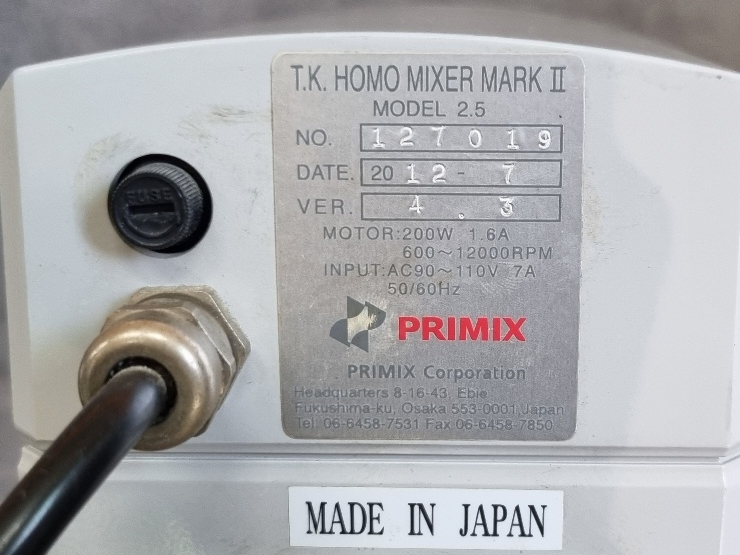 T.K. HOMO MIXER MARK II
MODEL 2.5
NO. 127019
DATE. 20 12-7
VER. 4.3
MOTOR:200W 1.6A
600～12000RPM
INPUT:AC90～110V 7A
50/60Hz
PRIMIX
PRIMIX Corporation
Headquarters 8-16-43, Ebie
Fukushima-ku, Osaka 553-0001,Japan
Tel. 06-6458-7531 Fax.06-6458-7850
FUSE
MADE IN JAPAN